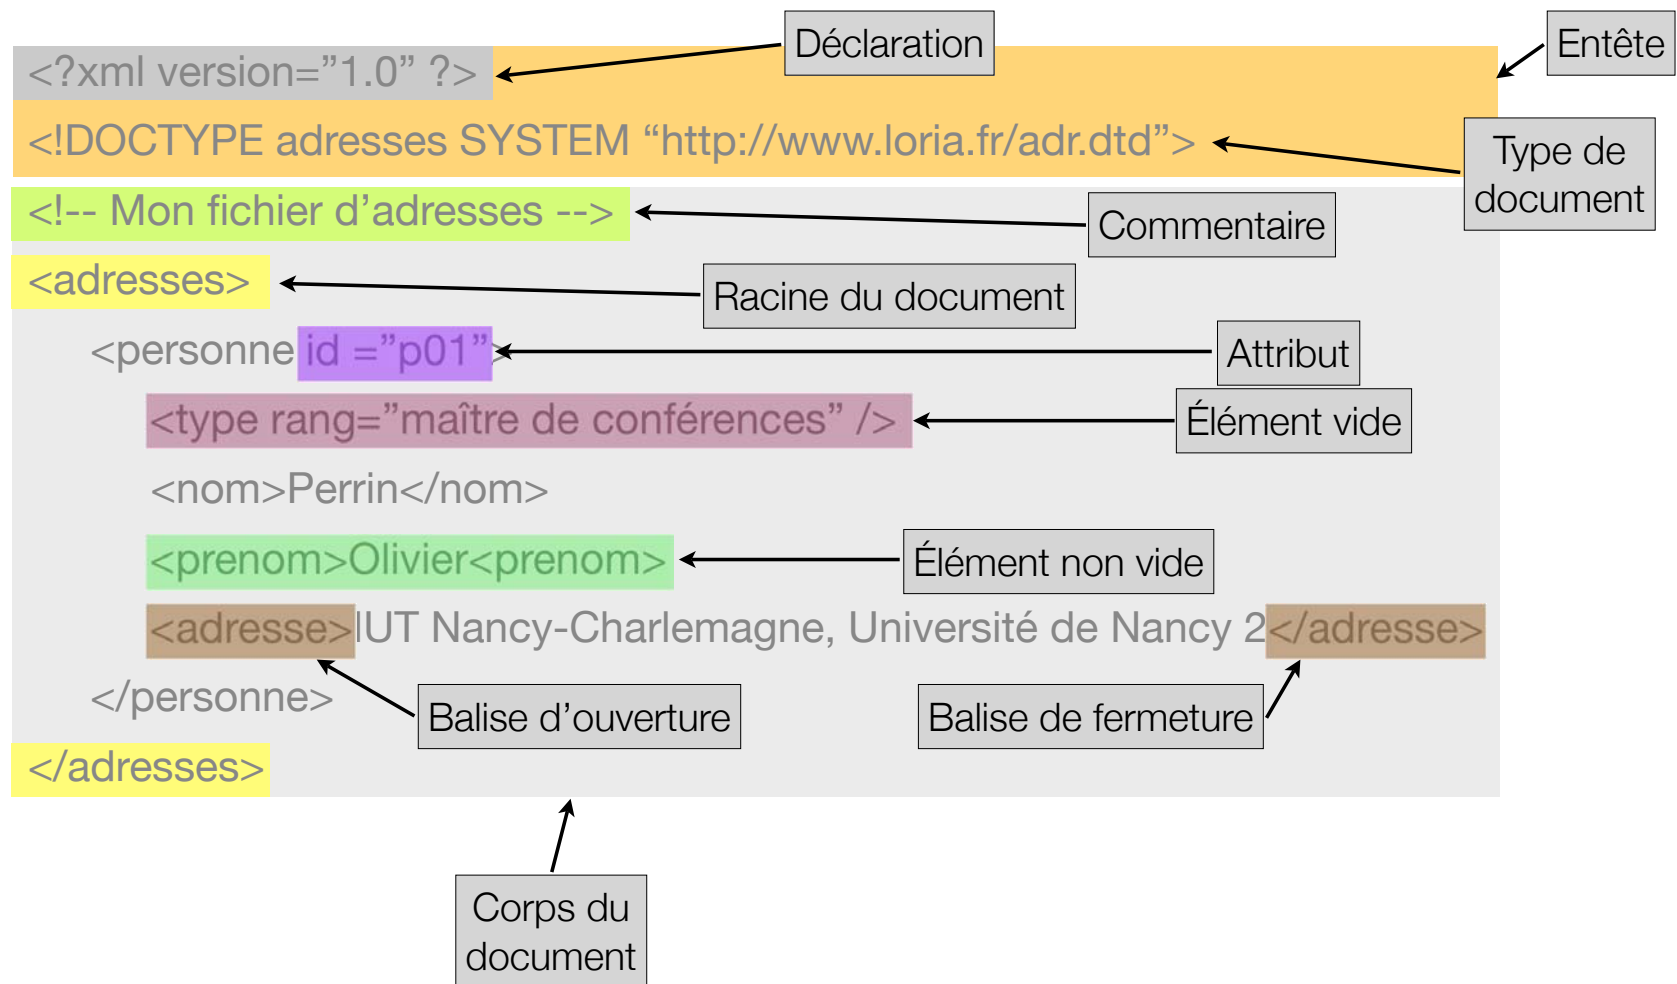 Déclaration
Entête
<?xml version=”1.0” ?>
<!DOCTYPE adresses SYSTEM “http://www.loria.fr/adr.dtd”>
Type de
document
<!-- Mon fichier d’adresses -->
Commentaire
<adresses>
Racine du document
<personne id =”p01”>
Attribut
<type rang=”maître de conférences” />
Élément vide
<nom>Perrin</nom>
<prenom>Olivier<prenom>
Élément non vide
<adresse>IUT Nancy-Charlemagne, Université de Nancy 2</adresse>
</personne>
Balise d’ouverture
Balise de fermeture
</adresses>
Corps du
document